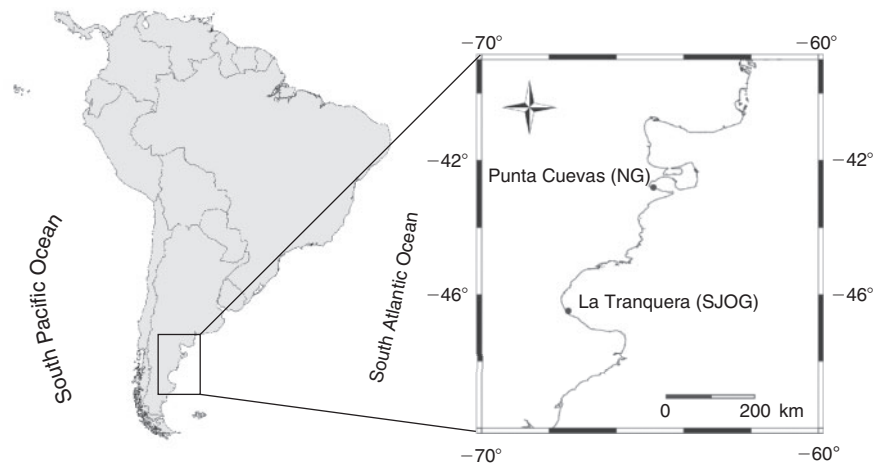 South Pacific Ocean
South Atlantic Ocean
−70°
−60°
−42°
−42°
Punta Cuevas (NG)
−46°
−46°
La Tranquera (SJOG)
0
200 km
−70°
−60°